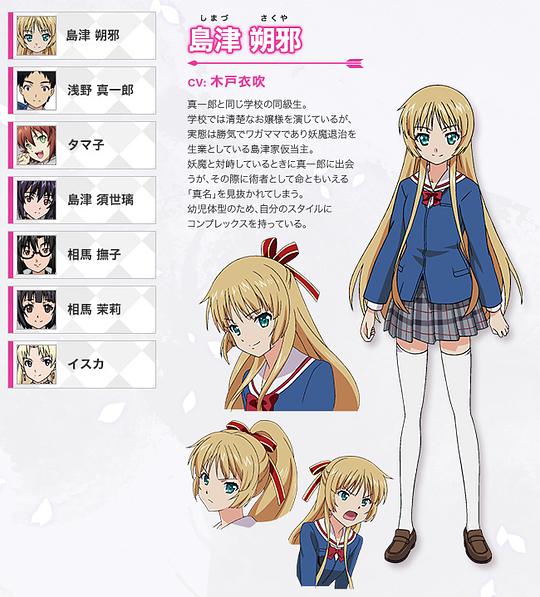 島津 朔邪
浅野 真一郎
タマ子
島津 須世璃
相馬 撫子
相馬 茉莉
イスカ
しまづ さくや
島津 朔邪
CV: 木戸衣吹
真一郎と同じ学校の同級生。
学校では清楚なお嬢様を演じているが、
実態は勝気でワガママであり妖魔退治を
生業としている島津家仮当主。
妖魔と対峙しているときに真一郎に出会
うが、その際に術者として命ともいえる
「真名」を見抜かれてしまう。
幼児体型のため、自分のスタイルに
コンプレックスを持っている。